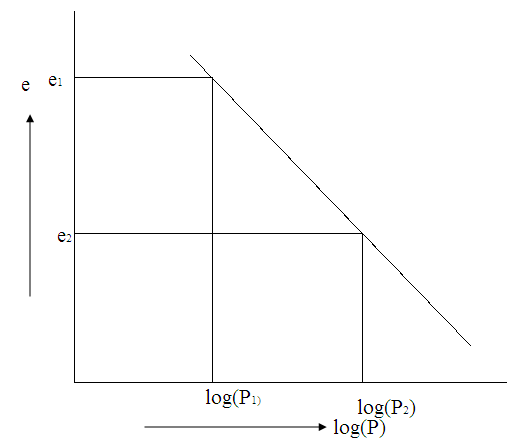 e
e₁
e₂
log(P₁)
log(P₂)
log(P)